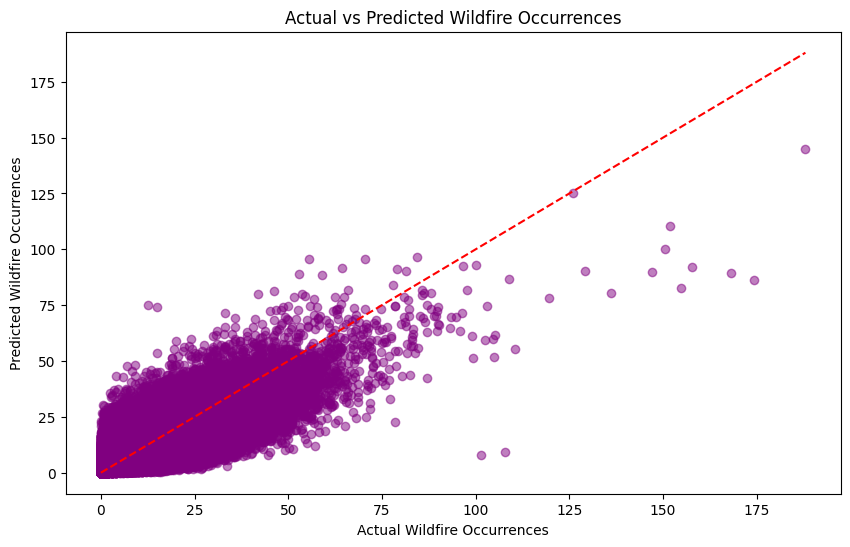 Actual vs Predicted Wildfire Occurrences
Predicted Wildfire Occurrences
175
150
125
100
75
50
25
0
0 25 50 75 100 125 150 175
Actual Wildfire Occurrences